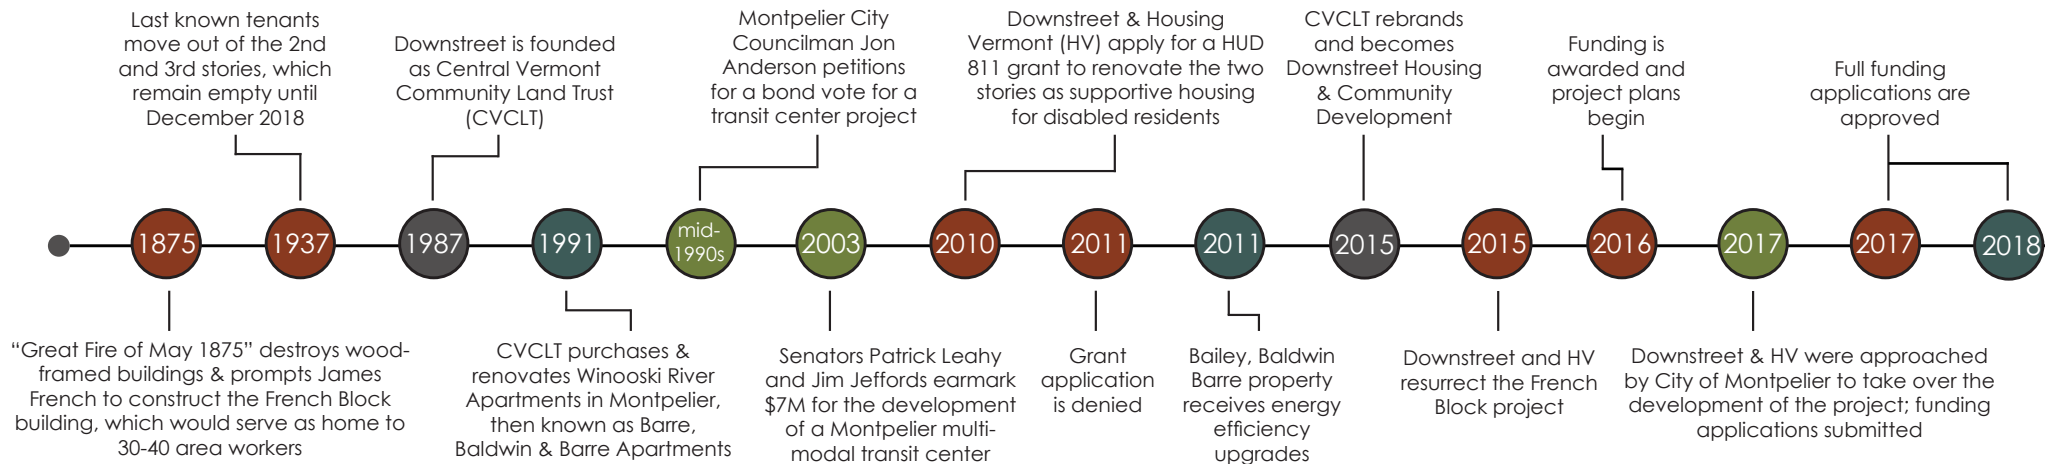 Last known tenants
move out of the 2nd
and 3rd stories, which
remain empty until
December 2018
Downstreet is founded
as Central Vermont
Community Land Trust
(CVCLT)
Montpelier City
Councilman Jon
Anderson petitions
for a bond vote for a
transit center project
Downstreet & Housing
Vermont (HV) apply for a HUD
811 grant to renovate the two
stories as supportive housing
for disabled residents
CVCLT rebrands
and becomes
Downstreet Housing
& Community
Development
Funding is
awarded and
project plans
begin
Full funding
applications are
approved
1875
1937
1987
1991
mid-
1990s
2003
2010
2011
2011
2015
2015
2016
2017
2017
2018
“Great Fire of May 1875” destroys wood-
framed buildings & prompts James
French to construct the French Block
building, which would serve as home to
30-40 area workers
CVCLT purchases &
renovates Winooski River
Apartments in Montpelier,
then known as Barre,
Baldwin & Barre Apartments
Senators Patrick Leahy
and Jim Jeffords earmark
$7M for the development
of a Montpelier multi-
modal transit center
Grant
application
is denied
Bailey, Baldwin
Barre property
receives energy
efficiency
upgrades
Downstreet and HV
resurrect the French
Block project
Downstreet & HV were approached
by City of Montpelier to take over the
development of the project; funding
applications submitted